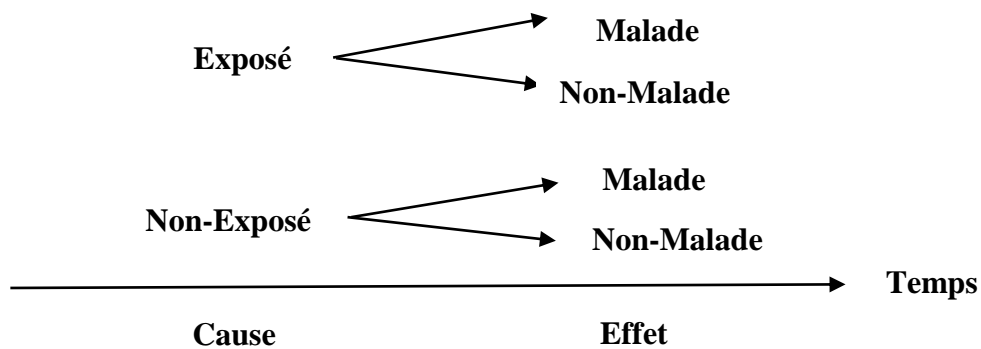 Malade
Exposé
Non-Malade
Malade
Non-Exposé
Non-Malade
Temps
Cause
Effet